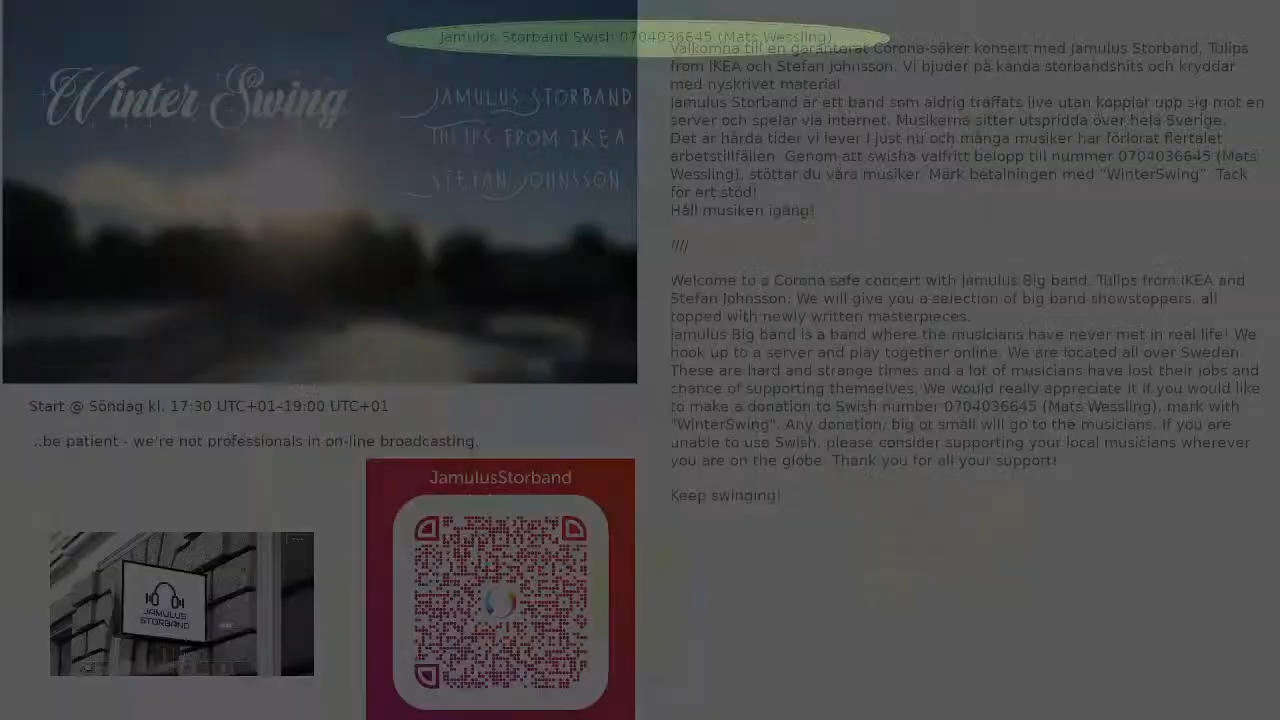 Jamulus Storband Swish 0704036645 (Mats Wessling)
Winter Swing
JAMULUS STORBAND
TULIPS FROM IKEA
STEFAN JOHNSSON
Välkomna till en garanterat Corona-säker konsert med Jamulus Storband, Tulips
from IKEA och Stefan Johnsson. Vi bjuder på kända storbandshits och kryddar
med nyskrivet material
Jamulus Storband är ett band som aldrig träffats live utan kopplar upp sig mot en
server och spelar via internet. Musikerna sitter utspridda över hela Sverige.
Det är hårda tider vi lever i just nu och många musiker har förlorat flertalet
arbetstillfällen. Genom att swisha valfritt belopp till nummer 0704036645 (Mats
Wessling), stöttar du våra musiker. Märk betalningen med "WinterSwing". Tack
för ert stöd!
Håll musiken igång!
////
Welcome to a Corona safe concert with Jamulus Big band, Tulips from IKEA and
Stefan Johnsson. We will give you a selection of big band showstoppers, all
topped with newly written masterpieces.
Jamulus Big band is a band where the musicians have never met in real life! We
hook up to a server and play together online. We are located all over Sweden.
These are hard and strange times and a lot of musicians have lost their jobs and
chance of supporting themselves. We would really appreciate it if you would like
to make a donation to Swish number 0704036645 (Mats Wessling), mark with
"WinterSwing". Any donation, big or small will go to the musicians. If you are
unable to use Swish, please consider supporting your local musicians wherever
you are on the globe. Thank you for all your support!
Keep swinging!
Start @ Söndag kl. 17:30 UTC+01–19:00 UTC+01
..be patient - we're not professionals in on-line broadcasting.
JamulusStorband
JAMULUS
STORBAND